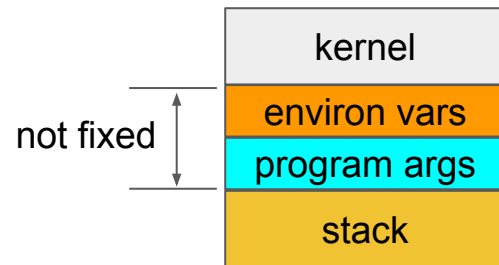 kernel
not fixed
environ vars
program args
stack